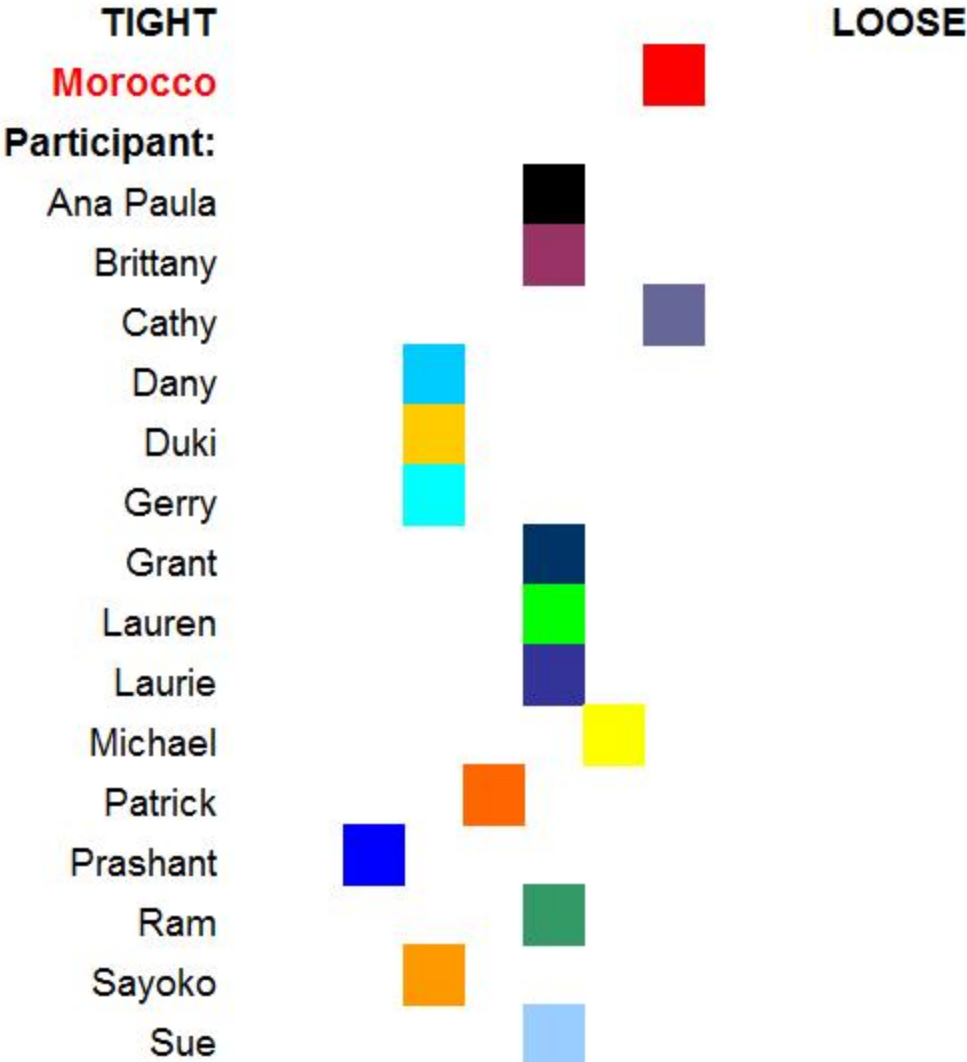 TIGHT LOOSE
Morocco
Participant:
Ana Paula
Brittany
Cathy
Dany
Duki
Gerry
Grant
Lauren
Laurie
Michael
Patrick
Prashant
Ram
Sayoko
Sue